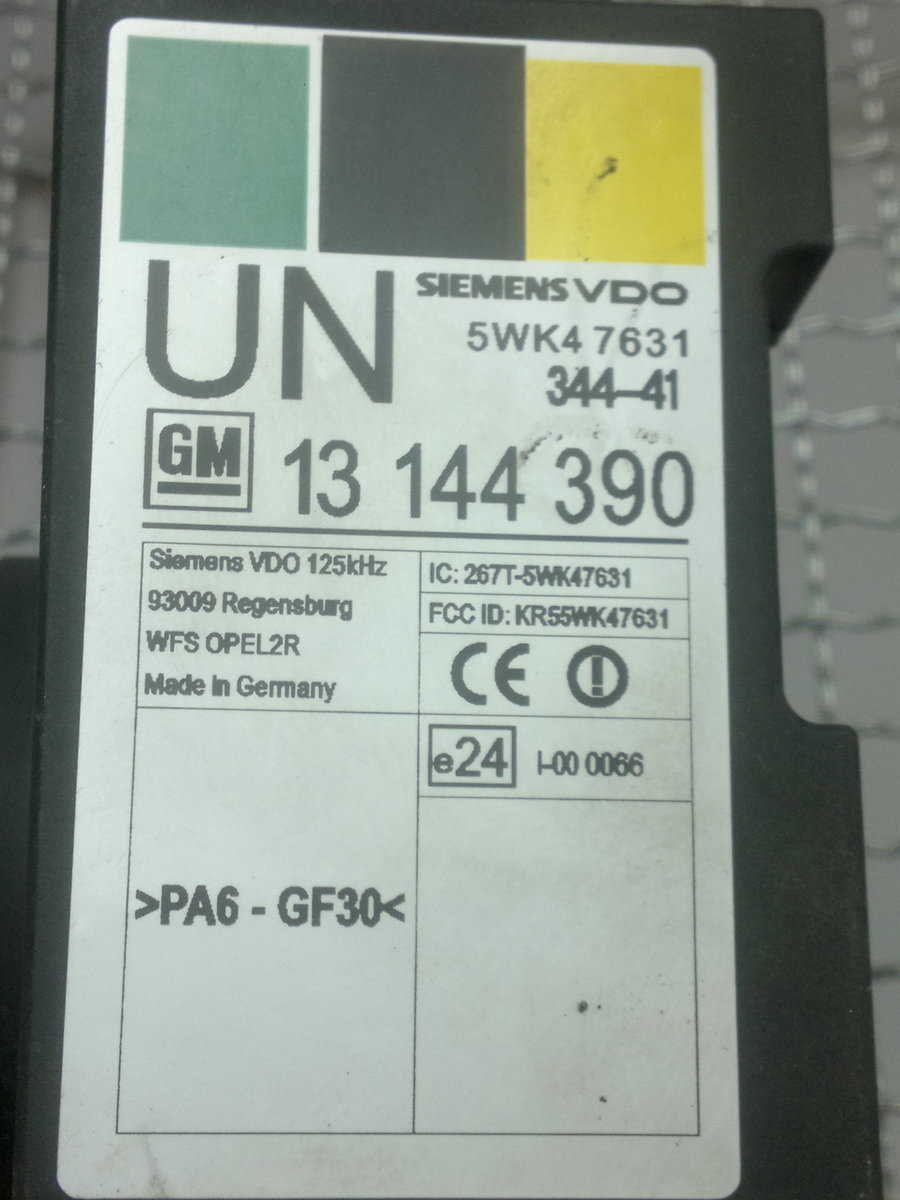 UN
SIEMENS VDO
5WK4 7631
344-41
GM
13 144 390
Siemens VDO 125kHz
93009 Regensburg
WFS OPEL2R
Made in Germany
IC: 267T-5WK47631
FCC ID: KR55WK47631
CE
e24 I-00 0066
>PA6 - GF30<